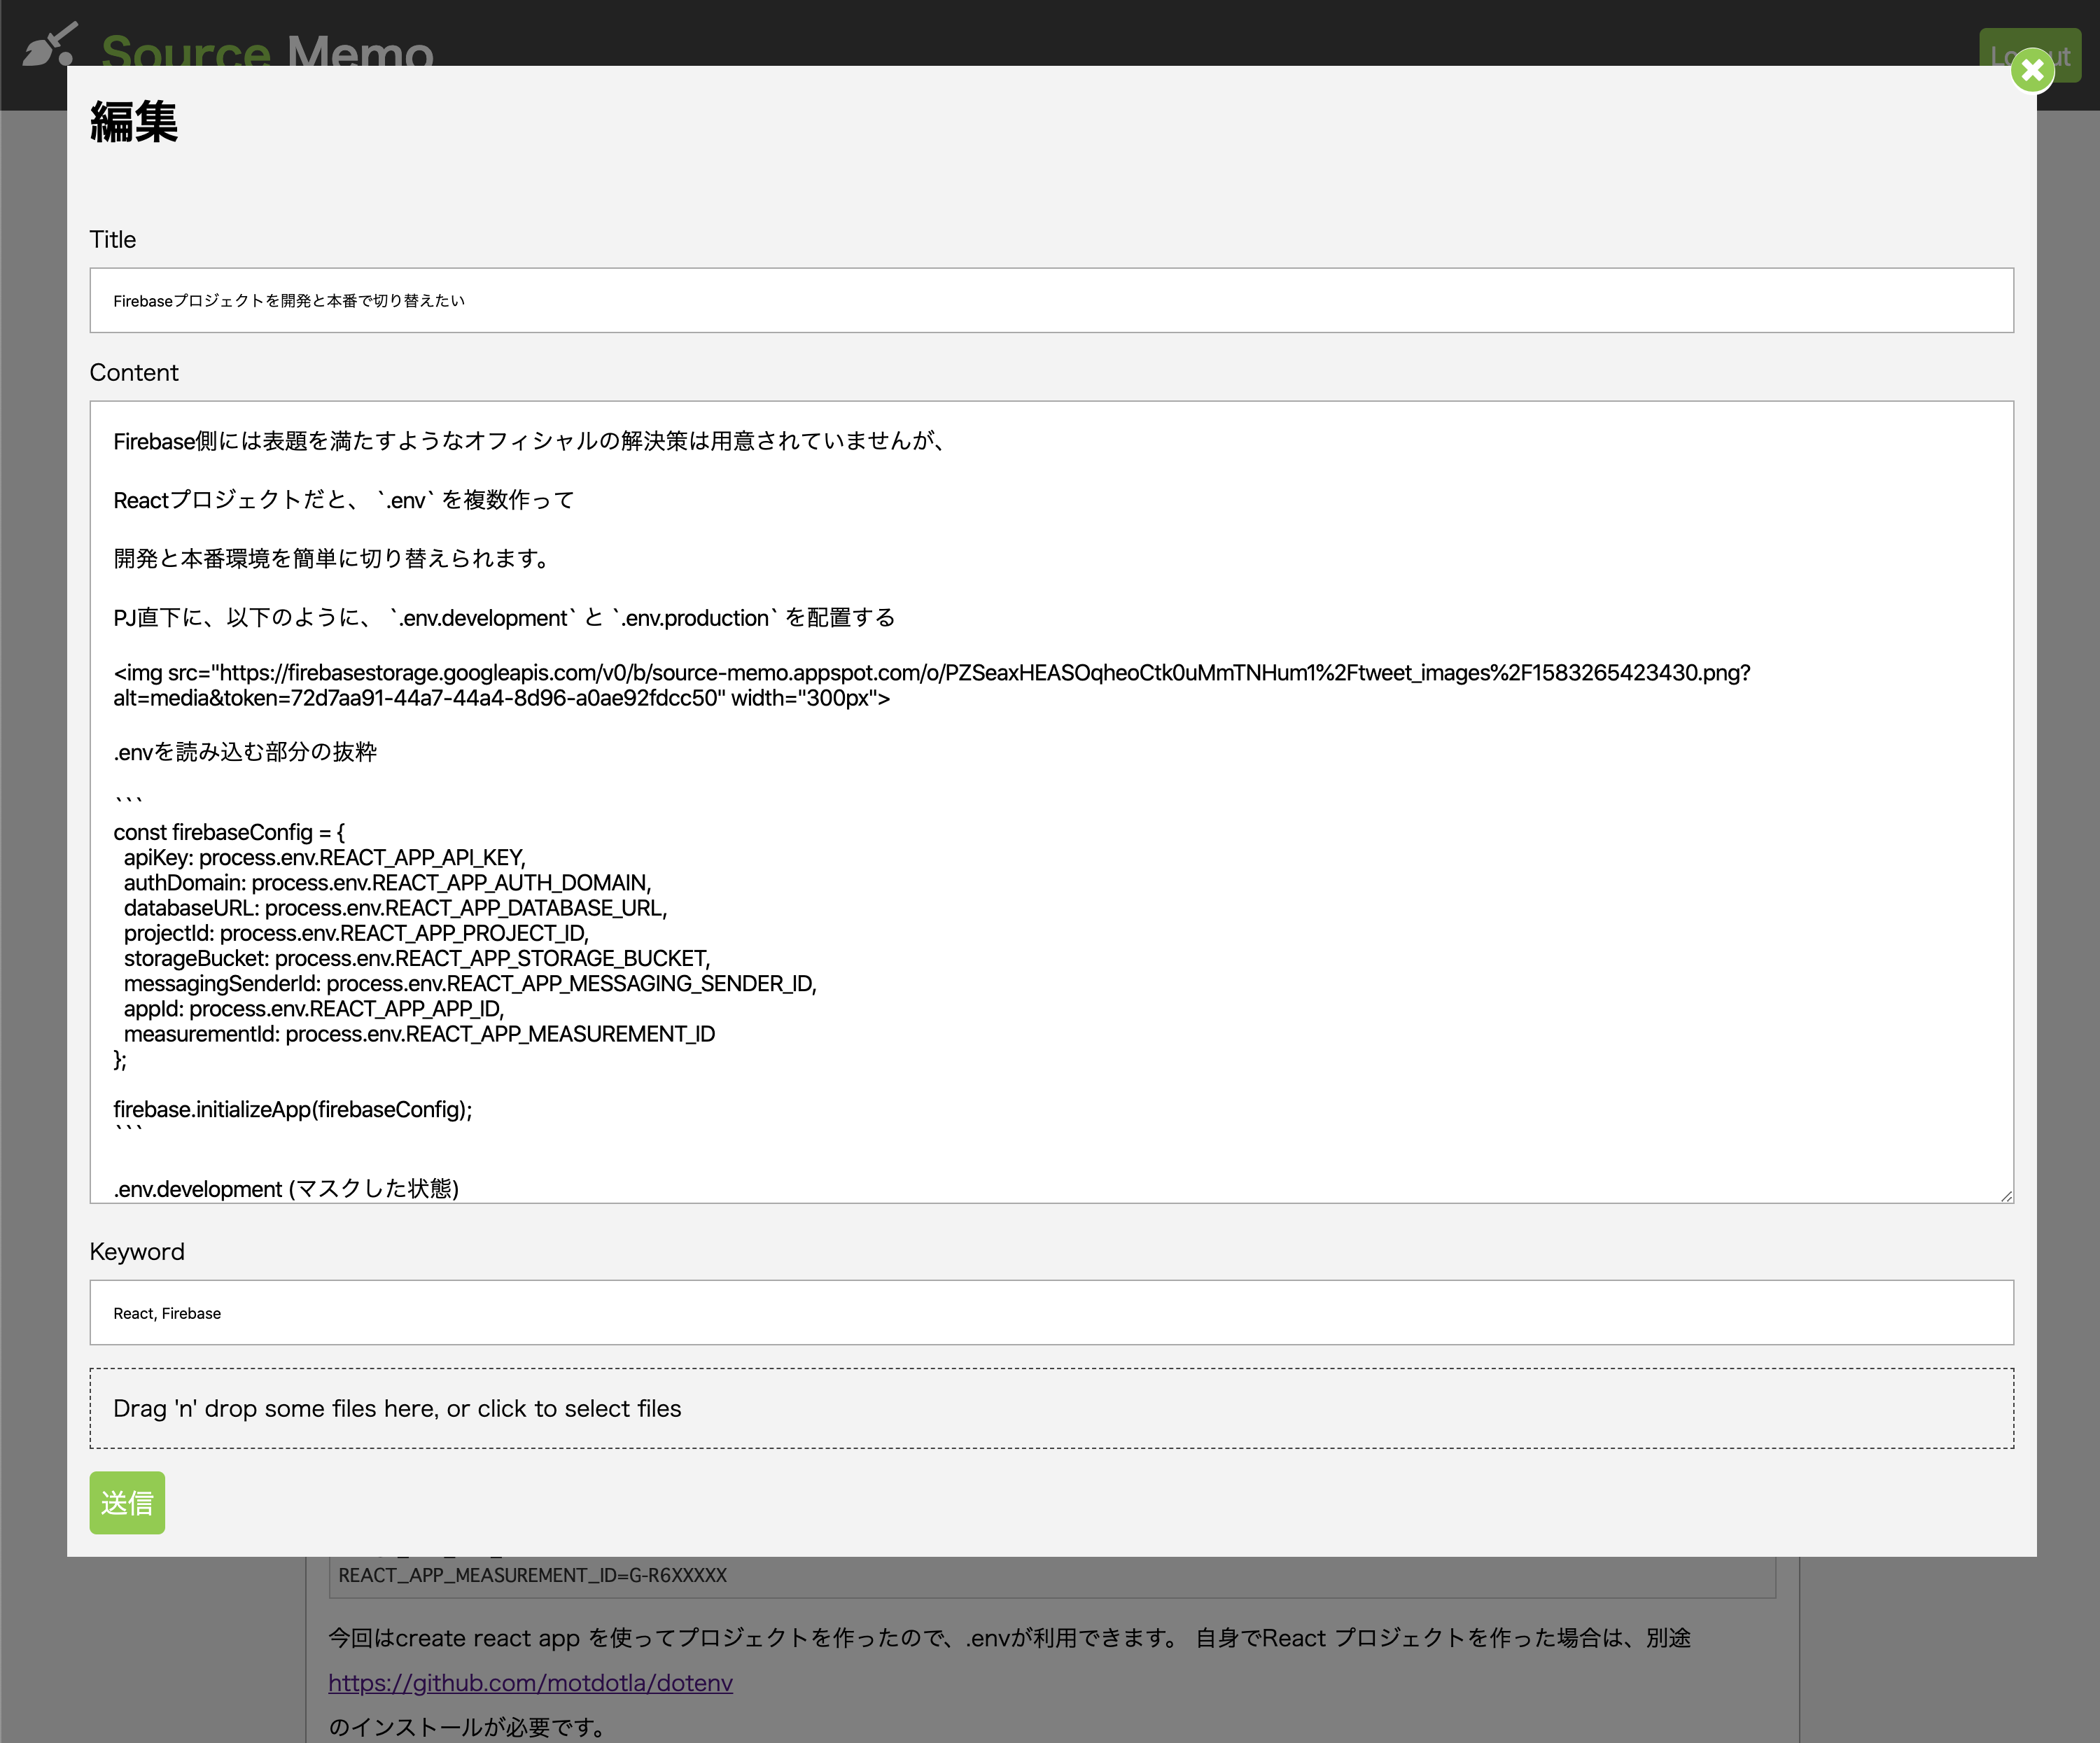 Source Memo
編集
Title
Firebaseプロジェクトを開発と本番で切り替えたい
Content
Firebase側には表題を満たすようなオフィシャルの解決策は用意されていませんが、
Reactプロジェクトだと、 `.env` を複数作って
開発と本番環境を簡単に切り替えられます。
PJ直下に、以下のように、 `.env.development` と `.env.production` を配置する
<img src="https://firebasestorage.googleapis.com/v0/b/source-memo.appspot.com/o/PZSeaxHEASOqheoCtk0uMmTNHum1%2Ftweet_images%2F1583265423430.png?
alt=media&token=72d7aa91-44a7-44a4-8d96-a0ae92fdcc50" width="300px">
.envを読み込む部分の抜粋
```
const firebaseConfig = {
  apiKey: process.env.REACT_APP_API_KEY,
  authDomain: process.env.REACT_APP_AUTH_DOMAIN,
  databaseURL: process.env.REACT_APP_DATABASE_URL,
  projectId: process.env.REACT_APP_PROJECT_ID,
  storageBucket: process.env.REACT_APP_STORAGE_BUCKET,
  messagingSenderId: process.env.REACT_APP_MESSAGING_SENDER_ID,
  appId: process.env.REACT_APP_APP_ID,
  measurementId: process.env.REACT_APP_MEASUREMENT_ID
};
firebase.initializeApp(firebaseConfig);
```
.env.development (マスクした状態)
Keyword
React, Firebase
Drag 'n' drop some files here, or click to select files
送信
REACT_APP_MEASUREMENT_ID=G-R6XXXXX
今回はcreate react app を使ってプロジェクトを作ったので、.envが利用できます。 自身でReact プロジェクトを作った場合は、別途
https://github.com/motdotla/dotenv
のインストールが必要です。